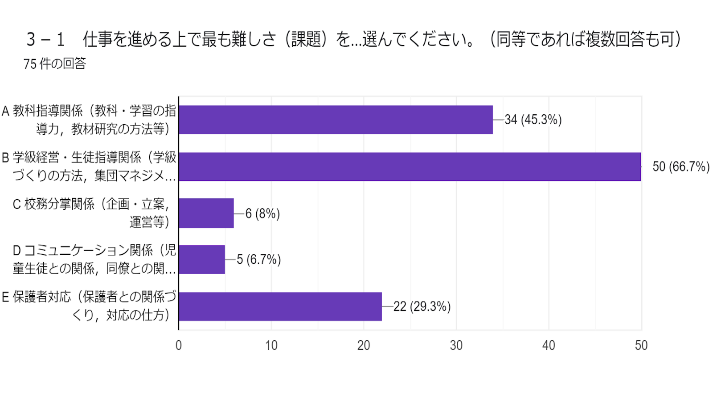 ３－１　仕事を進める上で最も難しさ（課題）を...選んでください。（同等であれば複数回答も可）
75 件の回答
A 教科指導関係（教科・学習の指
導力，教材研究の方法等）
34 (45.3%)
B 学級経営・生徒指導関係（学級
づくりの方法，集団マネジメ...
50 (66.7%)
C 校務分掌関係（企画・立案，
運営等）
6 (8%)
D コミュニケーション関係（児
童生徒との関係，同僚との関...
5 (6.7%)
E 保護者対応（保護者との関係づ
くり，対応の仕方）
22 (29.3%)
0 10 20 30 40 50